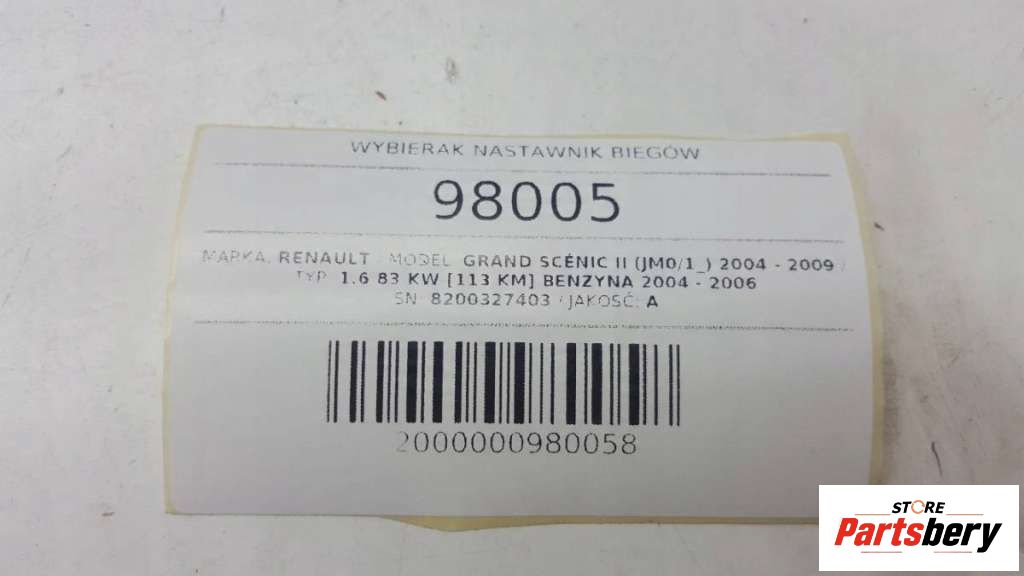 WYBIERAK NASTAWNIK BIEGÓW
98005
MARKA: RENAULT / MODEL: GRAND SCÉNIC II (JM0/1_) 2004 - 2009 /
TYP: 1.6 83 KW [113 KM] BENZYNA 2004 - 2006
SN: 8200327403 / JAKOŚĆ: A
2000000980058
STORE
Partsbery